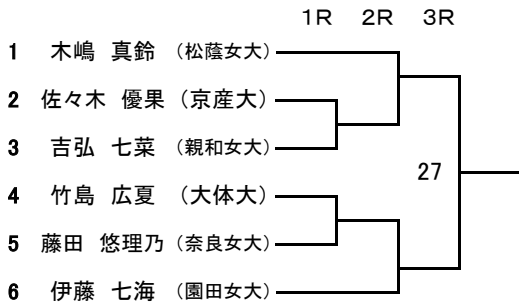 1R 2R 3R
1 木嶋 真鈴 (松蔭女大)
2 佐々木 優果 (京産大)
3 吉弘 七菜 (親和女大)
27
4 竹島 広夏 (大体大)
5 藤田 悠理乃 (奈良女大)
6 伊藤 七海 (園田女大)